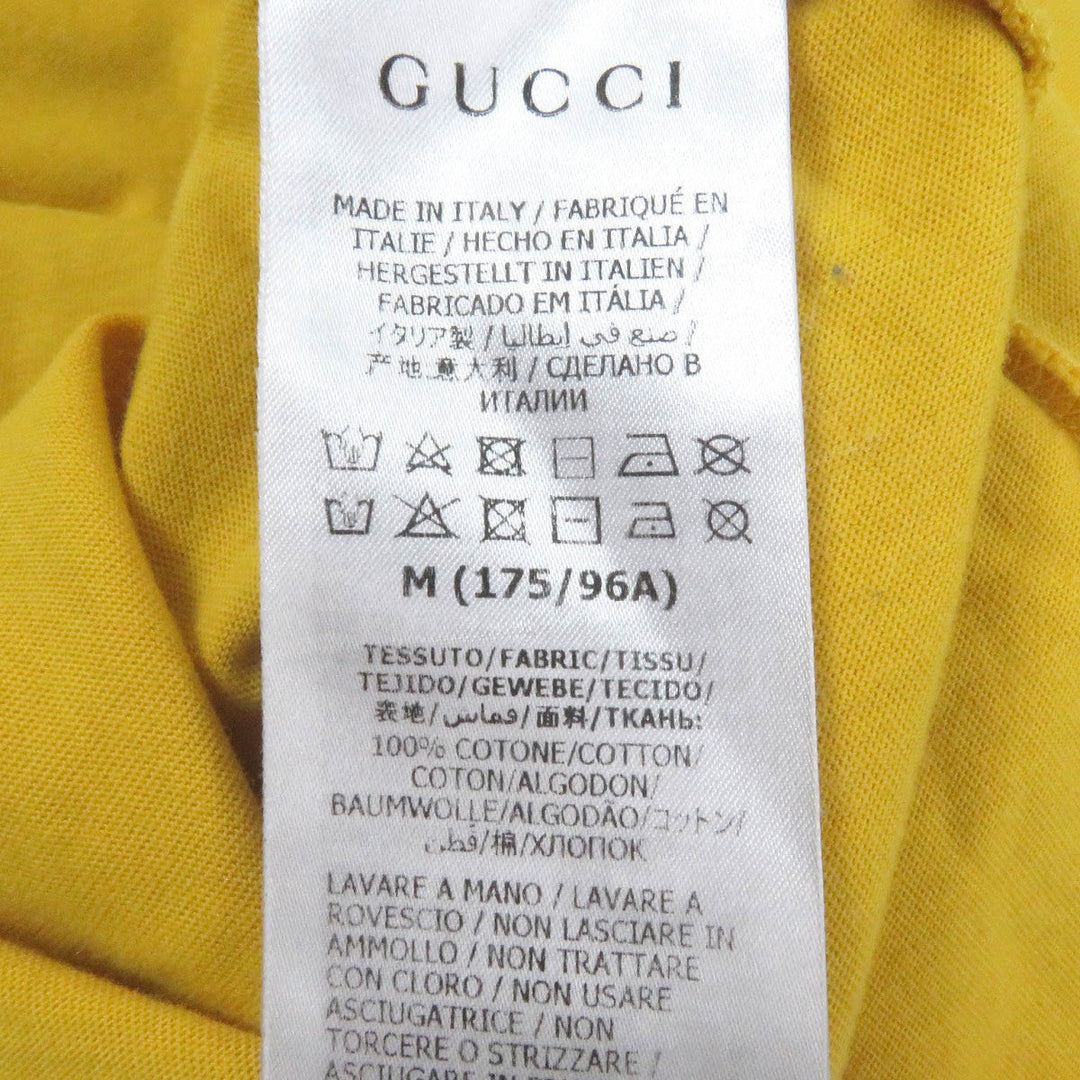 GUCCI
MADE IN ITALY / FABRIQUÉ EN
ITALIE / HECHO EN ITALIA /
HERGESTELLT IN ITALIEN /
FABRICADO EM ITÁLIA /
イタリア製 / صنع في إيطاليا /
产地 意大利 / СДЕЛАНО В
ИТАЛИИ
M (175/96A)
TESSUTO/FABRIC/TISSU/
TEJIDO/GEWEBE/TECIDO/
表地/قماش/面料/ТКАНЬ:
100% COTONE/COTTON/
COTON/ALGODON/
BAUMWOLLE/ALGODÃO/コットン/
قطن/棉/ХЛОПОК
LAVARE A MANO / LAVARE A
ROVESCIO / NON LASCIARE IN
AMMOLLO / NON TRATTARE
CON CLORO / NON USARE
ASCIUGATRICE / NON
TORCERE O STRIZZARE /
ASCIUGARE IN